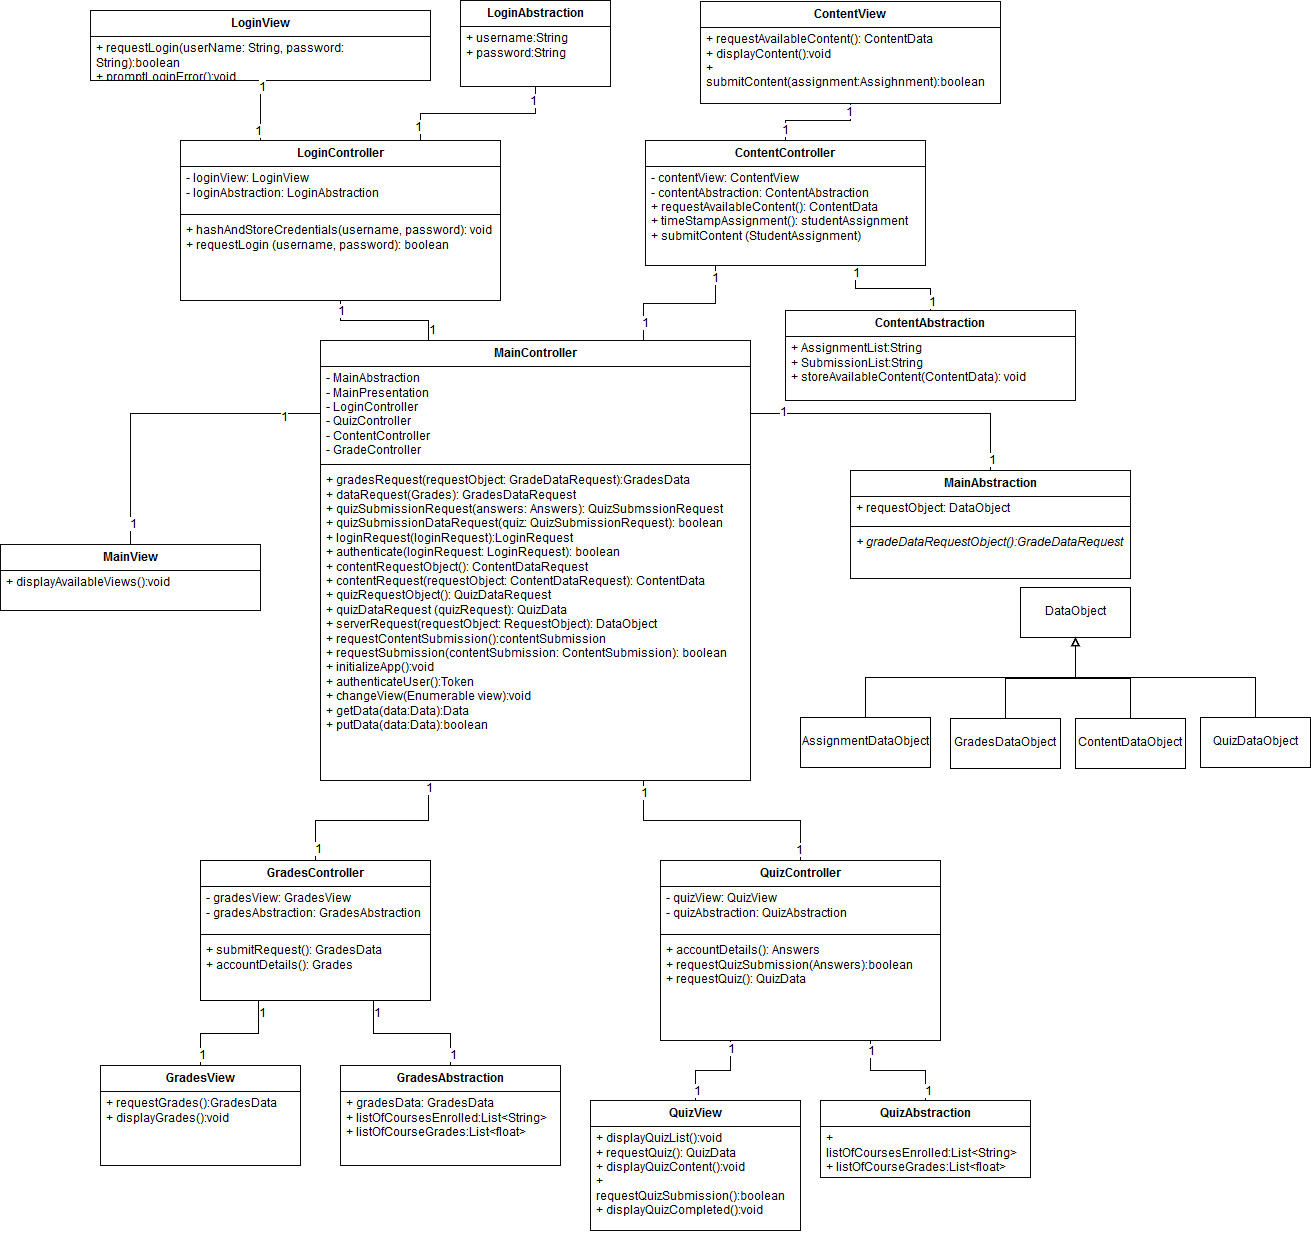 LoginView
+ requestLogin(userName: String, password:
String):boolean
+ promptLoginError():void
1
1
LoginAbstraction
+ username:String
+ password:String
1
1
ContentView
+ requestAvailableContent(): ContentData
+ displayContent():void
+
submitContent(assignment:Assighnment):boolean
1
1
LoginController
- loginView: LoginView
- loginAbstraction: LoginAbstraction
+ hashAndStoreCredentials(username, password): void
+ requestLogin (username, password): boolean
1
1
ContentController
- contentView: ContentView
- contentAbstraction: ContentAbstraction
+ requestAvailableContent(): ContentData
+ timeStampAssignment(): studentAssignment
+ submitContent (StudentAssignment)
1
1
1
1
ContentAbstraction
+ AssignmentList:String
+ SubmissionList:String
+ storeAvailableContent(ContentData): void
MainController
- MainAbstraction
- MainPresentation
- LoginController
- QuizController
- ContentController
- GradeController
+ gradesRequest(requestObject: GradeDataRequest):GradesData
+ dataRequest(Grades): GradesDataRequest
+ quizSubmissionRequest(answers: Answers): QuizSubmssionRequest
+ quizSubmissionDataRequest(quiz: QuizSubmissionRequest): boolean
+ loginRequest(loginRequest):LoginRequest
+ authenticate(loginRequest: LoginRequest): boolean
+ contentRequestObject(): ContentDataRequest
+ contentRequest(requestObject: ContentDataRequest): ContentData
+ quizRequestObject(): QuizDataRequest
+ quizDataRequest (quizRequest): QuizData
+ serverRequest(requestObject: RequestObject): DataObject
+ requestContentSubmission():contentSubmission
+ requestSubmission(contentSubmission: ContentSubmission): boolean
+ initializeApp():void
+ authenticateUser():Token
+ changeView(Enumerable view):void
+ getData(data:Data):Data
+ putData(data:Data):boolean
1
1
MainView
+ displayAvailableViews():void
1
1
MainAbstraction
+ requestObject: DataObject
+ gradeDataRequestObject():GradeDataRequest
DataObject
AssignmentDataObject
GradesDataObject
ContentDataObject
QuizDataObject
1
1
GradesController
- gradesView: GradesView
- gradesAbstraction: GradesAbstraction
+ submitRequest(): GradesData
+ accountDetails(): Grades
1
1
QuizController
- quizView: QuizView
- quizAbstraction: QuizAbstraction
+ accountDetails(): Answers
+ requestQuizSubmission(Answers):boolean
+ requestQuiz(): QuizData
1
1
GradesView
+ requestGrades():GradesData
+ displayGrades():void
1
1
GradesAbstraction
+ gradesData: GradesData
+ listOfCoursesEnrolled:List<String>
+ listOfCourseGrades:List<float>
1
1
QuizView
+ displayQuizList():void
+ requestQuiz(): QuizData
+ displayQuizContent():void
+
requestQuizSubmission():boolean
+ displayQuizCompleted():void
1
1
QuizAbstraction
+
listOfCoursesEnrolled:List<String>
+ listOfCourseGrades:List<float>